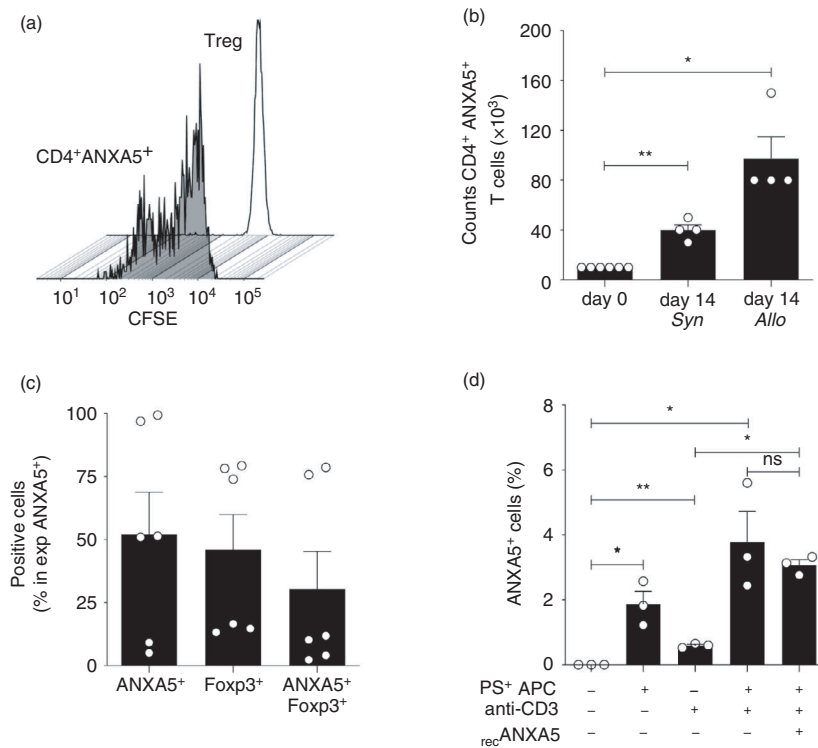 (a)
Treg
CD4⁺ANXA5⁺
10¹ 10² 10³ 10⁴ 10⁵
CFSE
(b)
Counts CD4⁺ ANXA5⁺
T cells (×10³)
200
160
120
80
40
0
*
**
day 0 day 14 day 14
Syn Allo
(c)
Positive cells
(% in exp ANXA5⁺)
100
75
50
25
0
ANXA5⁺ Foxp3⁺ ANXA5⁺
Foxp3⁺
(d)
ANXA5⁺ cells (%)
8
6
4
2
0
*
*
ns
**
*
PS⁺ APC – + – + +
anti-CD3 – – + + +
recANXA5 – – – – +